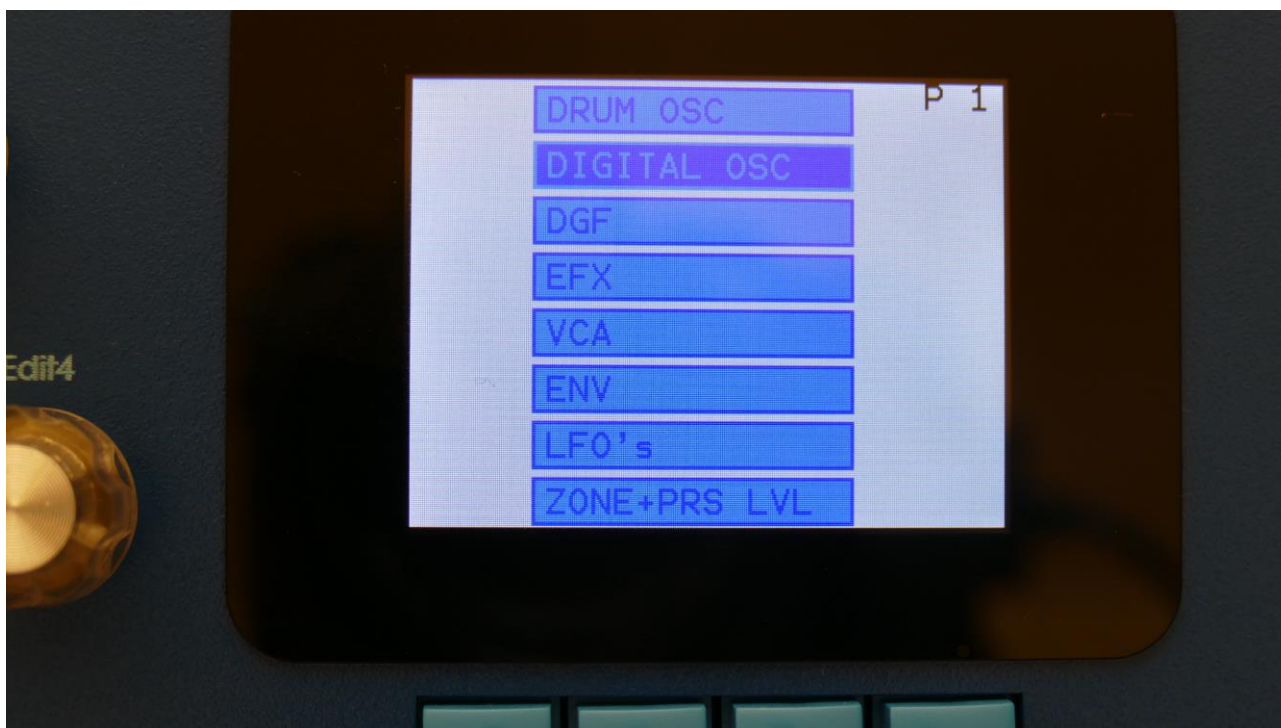 DRUM OSC
P 1
DIGITAL OSC
DGF
EFX
VCA
Edit4
ENV
LFO's
ZONE+PRS LVL